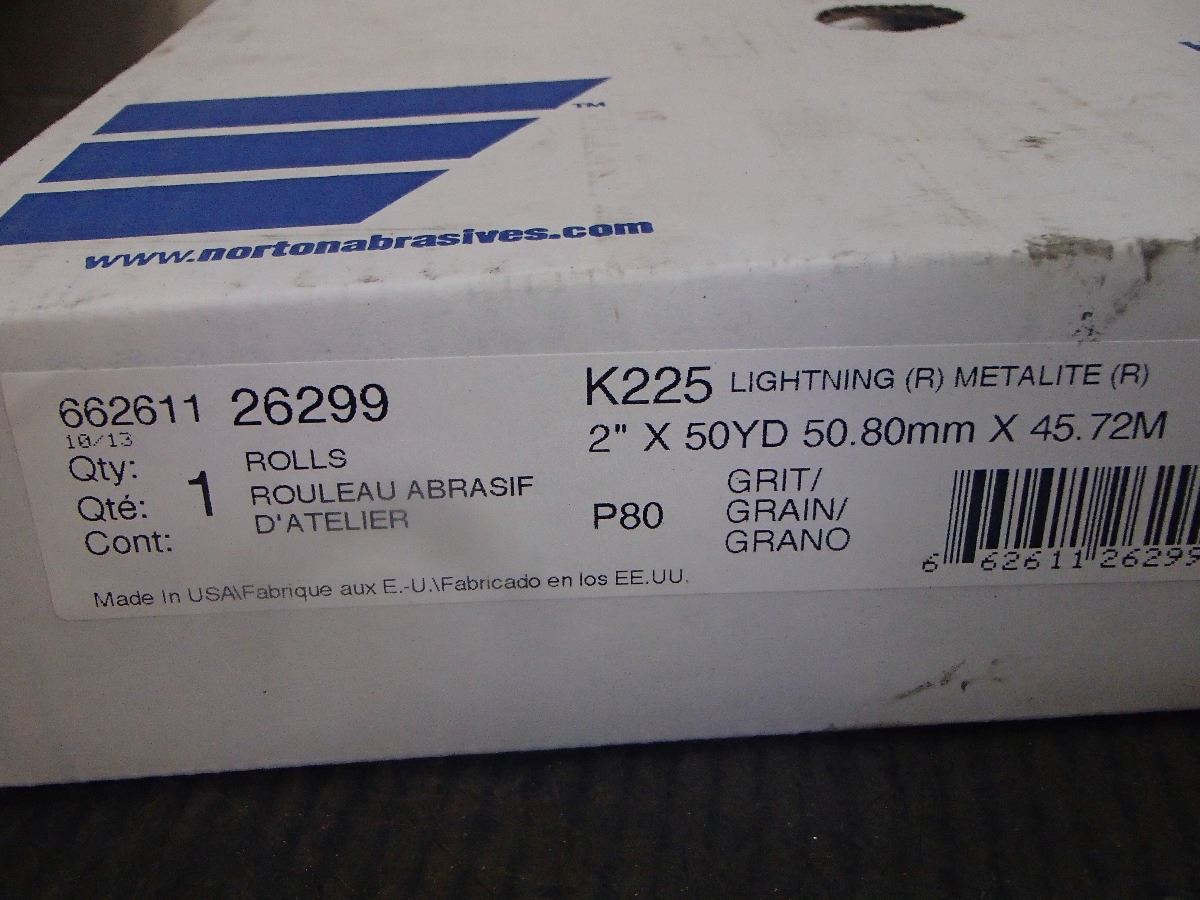 ™
www.nortonabrasives.com
662611 26299
10/13
Qty:
Qté: 1
Cont:
ROLLS
ROULEAU ABRASIF
D'ATELIER
K225 LIGHTNING (R) METALITE (R)
2" X 50YD 50.80mm X 45.72M
P80
GRIT/
GRAIN/
GRANO
6 62611 26299
Made In USA\Fabrique aux E.-U.\Fabricado en los EE.UU.